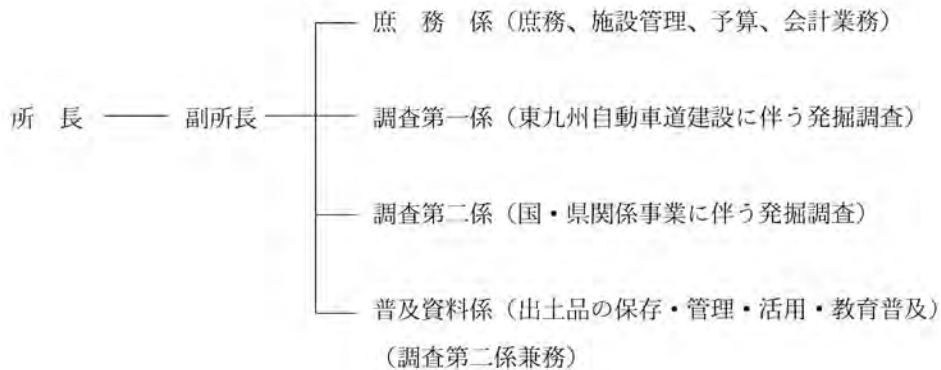 庶　務　係（庶務、施設管理、予算、会計業務）
所　長　副所長　調査第一係（東九州自動車道建設に伴う発掘調査）
調査第二係（国・県関係事業に伴う発掘調査）
普及資料係（出土品の保存・管理・活用・教育普及）
（調査第二係兼務）